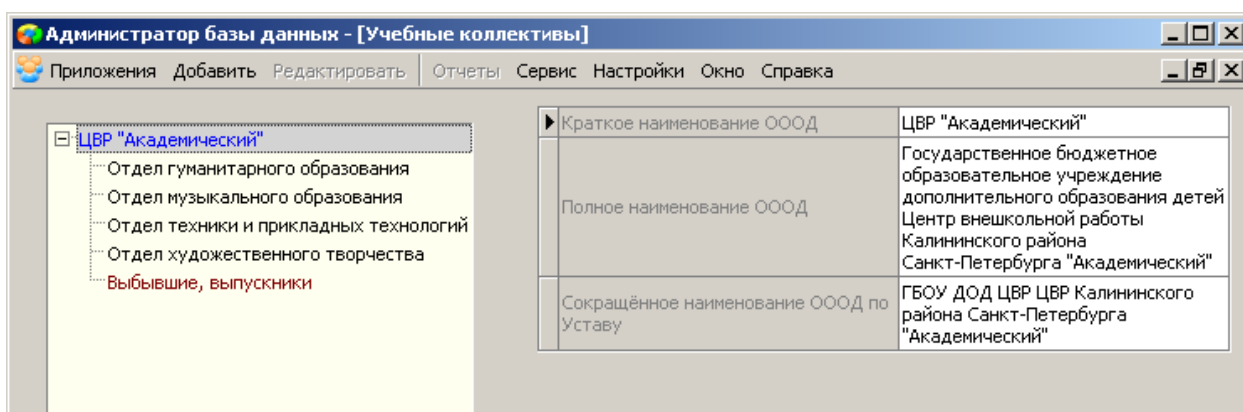 Администратор базы данных - [Учебные коллективы]
Приложения Добавить Редактировать Отчеты Сервис Настройки Окно Справка
ЦВР "Академический"
Отдел гуманитарного образования
Отдел музыкального образования
Отдел техники и прикладных технологий
Отдел художественного творчества
Выбывшие, выпускники
Краткое наименование ОООД
ЦВР "Академический"
Полное наименование ОООД
Государственное бюджетное
образовательное учреждение
дополнительного образования детей
Центр внешкольной работы
Калининского района
Санкт-Петербурга "Академический"
Сокращённое наименование ОООД по
Уставу
ГБОУ ДОД ЦВР ЦВР Калининского
района Санкт-Петербурга
"Академический"